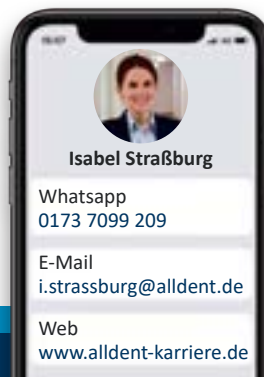 Isabel Straßburg
Whatsapp
0173 7099 209
E-Mail
i.strassburg@alldent.de
Web
www.alldent-karriere.de